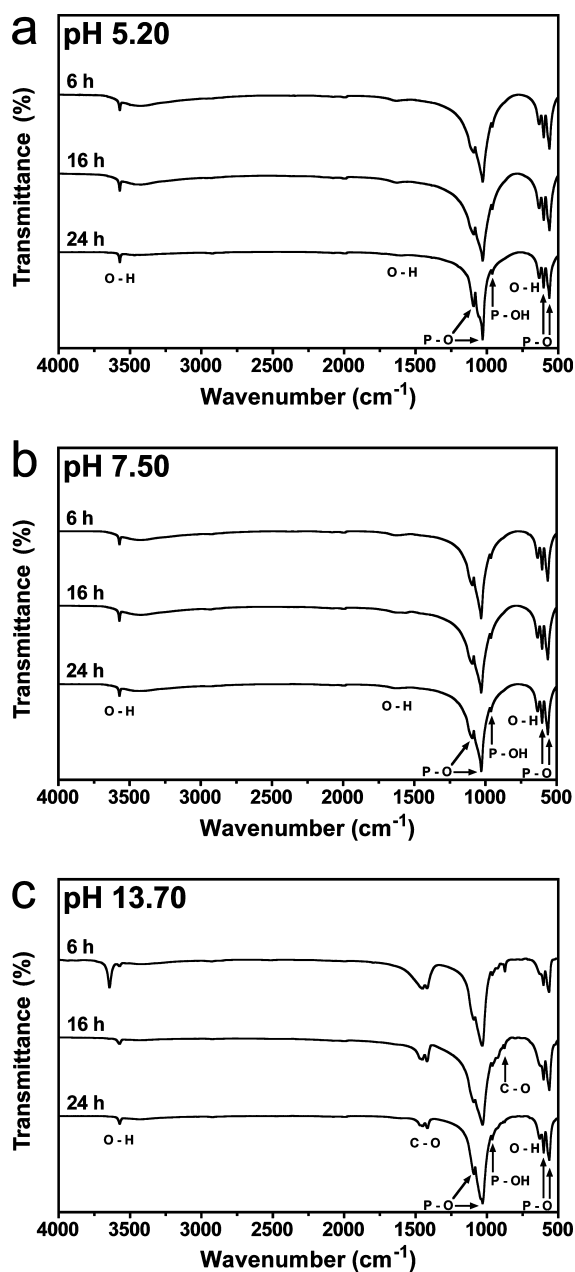 a
pH 5.20
6 h
16 h
24 h
O - H
O - H
O - H
P - OH
P - O
P - O
4000 3500 3000 2500 2000 1500 1000 500
Wavenumber (cm-1)
Transmittance (%)
b
pH 7.50
6 h
16 h
24 h
O - H
O - H
O - H
P - OH
P - O
P - O
4000 3500 3000 2500 2000 1500 1000 500
Wavenumber (cm-1)
Transmittance (%)
c
pH 13.70
6 h
16 h
C - O
24 h
O - H
C - O
O - H
P - OH
P - O
P - O
4000 3500 3000 2500 2000 1500 1000 500
Wavenumber (cm-1)
Transmittance (%)